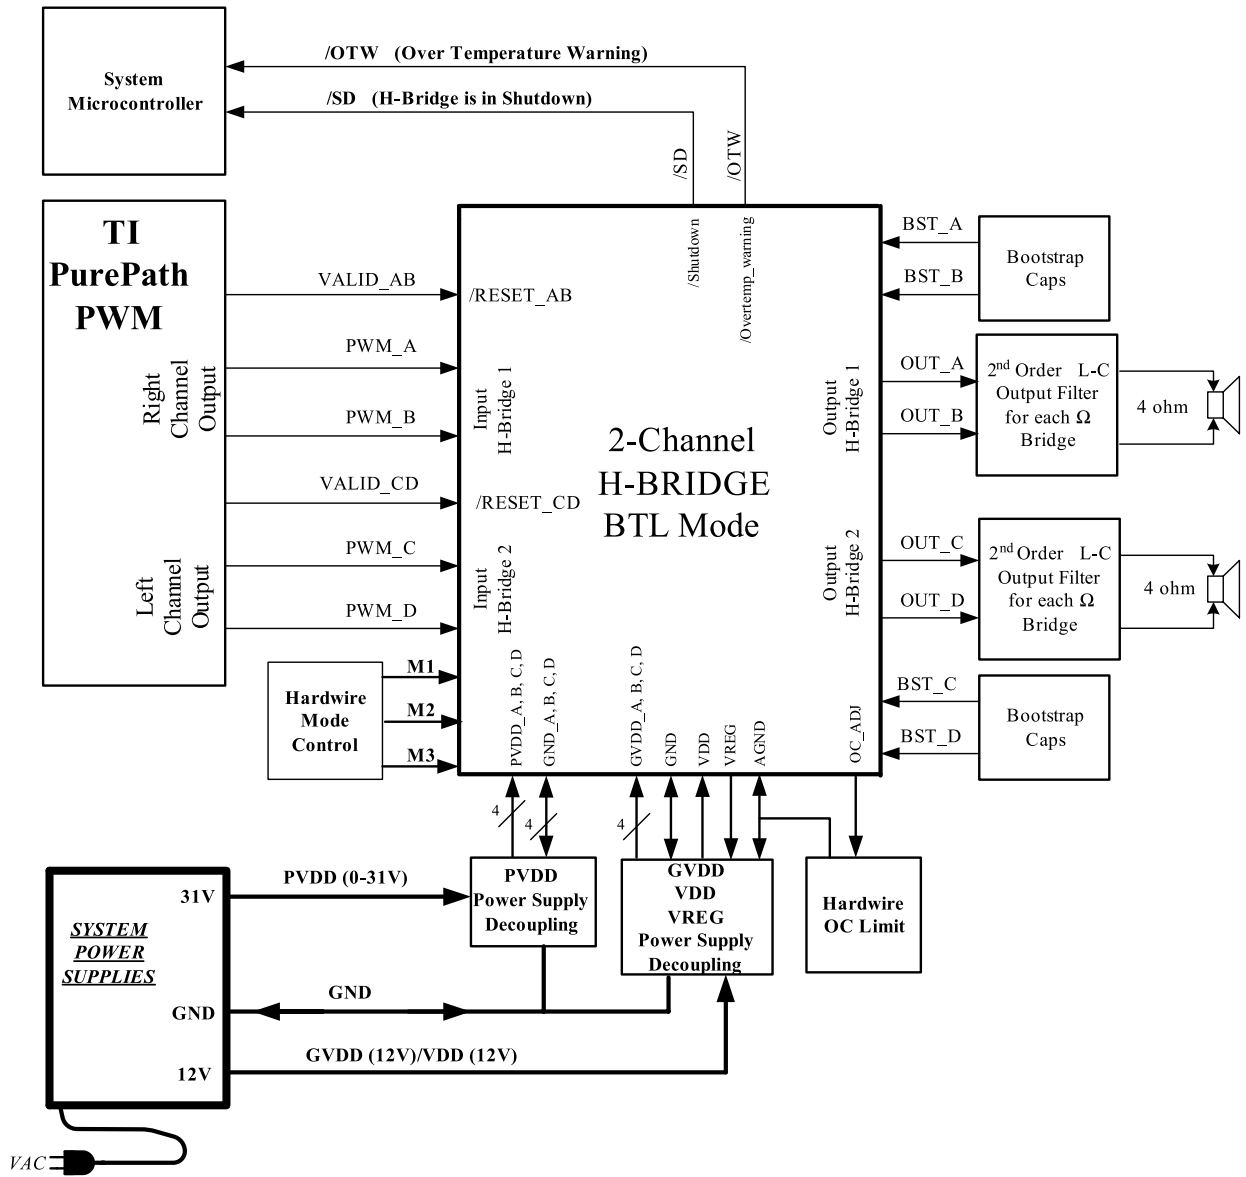 System
Microcontroller
/OTW (Over Temperature Warning)
/SD (H-Bridge is in Shutdown)
/SD
/OTW
TI
PurePath
PWM
Right
Channel
Output
Left
Channel
Output
VALID_AB
PWM_A
PWM_B
VALID_CD
PWM_C
PWM_D
/RESET_AB
Input
H-Bridge 1
/RESET_CD
Input
H-Bridge 2
/Shutdown
/Overtemp_warning
2-Channel
H-BRIDGE
BTL Mode
Output
H-Bridge 1
Output
H-Bridge 2
BST_A
BST_B
Bootstrap
Caps
OUT_A
OUT_B
2nd Order L-C
Output Filter
for each Ω
Bridge
4 ohm
OUT_C
OUT_D
2nd Order L-C
Output Filter
for each Ω
Bridge
4 ohm
BST_C
BST_D
Bootstrap
Caps
Hardwire
Mode
Control
M1
M2
M3
PVDD_A, B, C, D
GND_A, B, C, D
GVDD_A, B, C, D
GND
VDD
VREG
AGND
OC_ADJ
4
4
4
PVDD
Power Supply
Decoupling
GVDD
VDD
VREG
Power Supply
Decoupling
Hardwire
OC Limit
SYSTEM
POWER
SUPPLIES
31V
GND
12V
PVDD (0-31V)
GND
GVDD (12V)/VDD (12V)
VAC